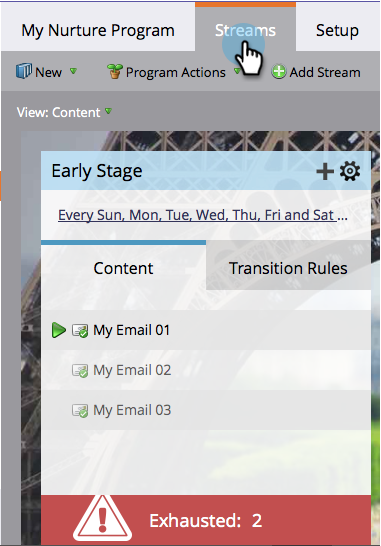 My Nurture Program Streams Setup
New Program Actions Add Stream
View: Content
Early Stage
Every Sun, Mon, Tue, Wed, Thu, Fri and Sat ...
Content Transition Rules
My Email 01
My Email 02
My Email 03
Exhausted: 2